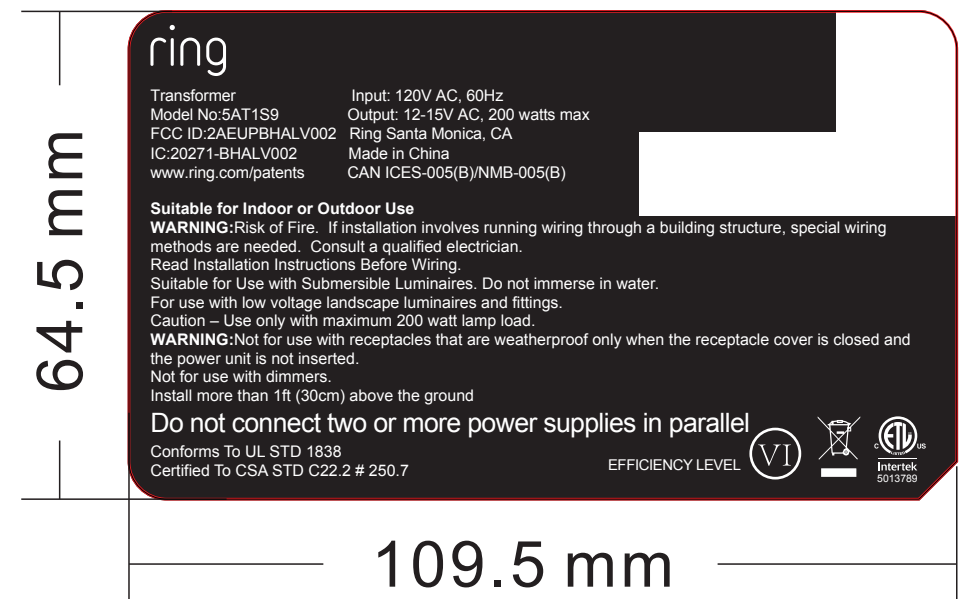 ring
Transformer Input: 120V AC, 60Hz
Model No:5AT1S9 Output: 12-15V AC, 200 watts max
FCC ID:2AEUPBHALV002 Ring Santa Monica, CA
IC:20271-BHALV002 Made in China
www.ring.com/patents CAN ICES-005(B)/NMB-005(B)
Suitable for Indoor or Outdoor Use
WARNING:Risk of Fire. If installation involves running wiring through a building structure, special wiring
methods are needed. Consult a qualified electrician.
Read Installation Instructions Before Wiring.
Suitable for Use with Submersible Luminaires. Do not immerse in water.
For use with low voltage landscape luminaires and fittings.
Caution – Use only with maximum 200 watt lamp load.
WARNING:Not for use with receptacles that are weatherproof only when the receptacle cover is closed and
the power unit is not inserted.
Not for use with dimmers.
Install more than 1ft (30cm) above the ground
Do not connect two or more power supplies in parallel
Conforms To UL STD 1838
Certified To CSA STD C22.2 # 250.7
EFFICIENCY LEVEL VI
C ETL US
LISTED
Intertek
5013789
64.5 mm
109.5 mm